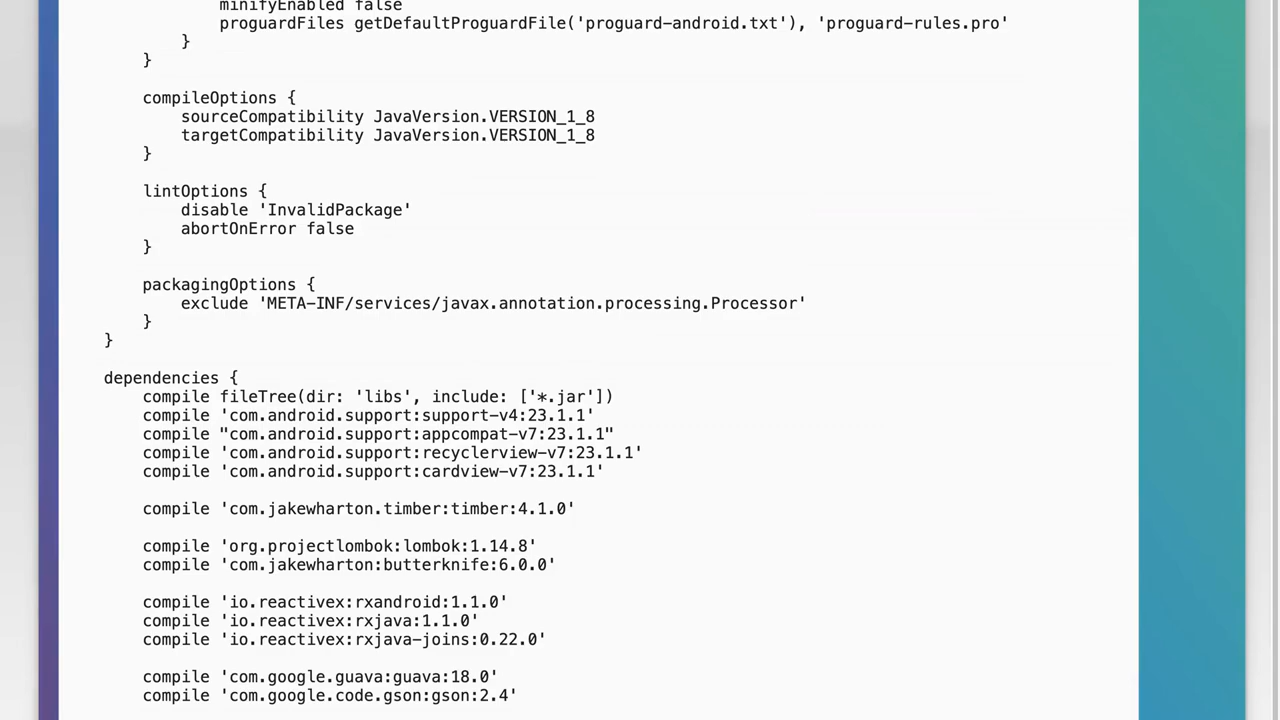 minifyEnabled false
proguardFiles getDefaultProguardFile('proguard-android.txt'), 'proguard-rules.pro'
}
}
compileOptions {
sourceCompatibility JavaVersion.VERSION_1_8
targetCompatibility JavaVersion.VERSION_1_8
}
lintOptions {
disable 'InvalidPackage'
abortOnError false
}
packagingOptions {
exclude 'META-INF/services/javax.annotation.processing.Processor'
}
}
dependencies {
compile fileTree(dir: 'libs', include: ['*.jar'])
compile 'com.android.support:support-v4:23.1.1'
compile "com.android.support:appcompat-v7:23.1.1"
compile 'com.android.support:recyclerview-v7:23.1.1'
compile 'com.android.support:cardview-v7:23.1.1'
compile 'com.jakewharton.timber:timber:4.1.0'
compile 'org.projectlombok:lombok:1.14.8'
compile 'com.jakewharton:butterknife:6.0.0'
compile 'io.reactivex:rxandroid:1.1.0'
compile 'io.reactivex:rxjava:1.1.0'
compile 'io.reactivex:rxjava-joins:0.22.0'
compile 'com.google.guava:guava:18.0'
compile 'com.google.code.gson:gson:2.4'